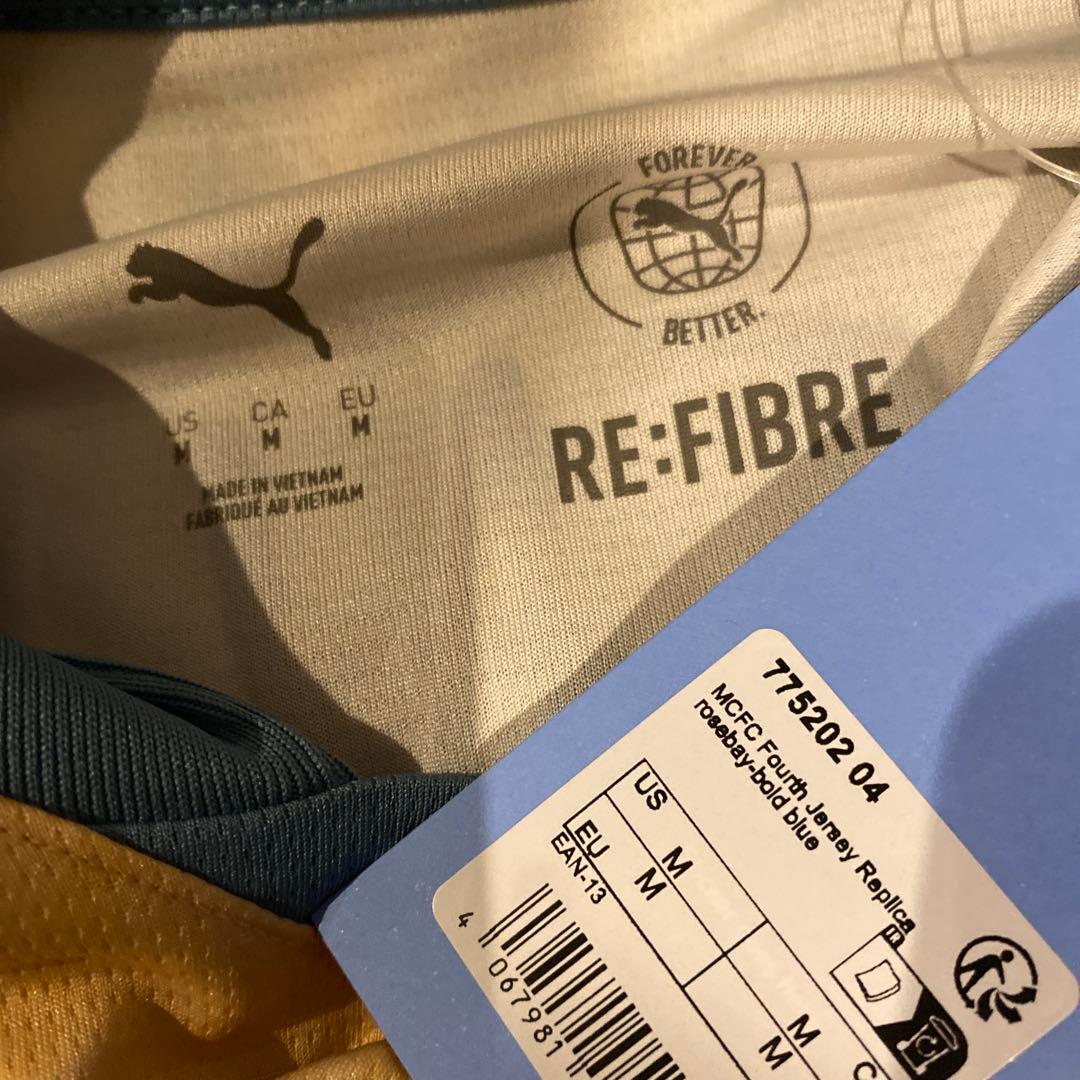 FOREVER
BETTER.
US CA EU
M M M
MADE IN VIETNAM
FABRIQUÉ AU VIETNAM
RE:FIBRE
775202 04
MCFC Fourth Jersey Replica
rosebay-bold blue
US M M
EU M M
EAN-13
4 067981
C